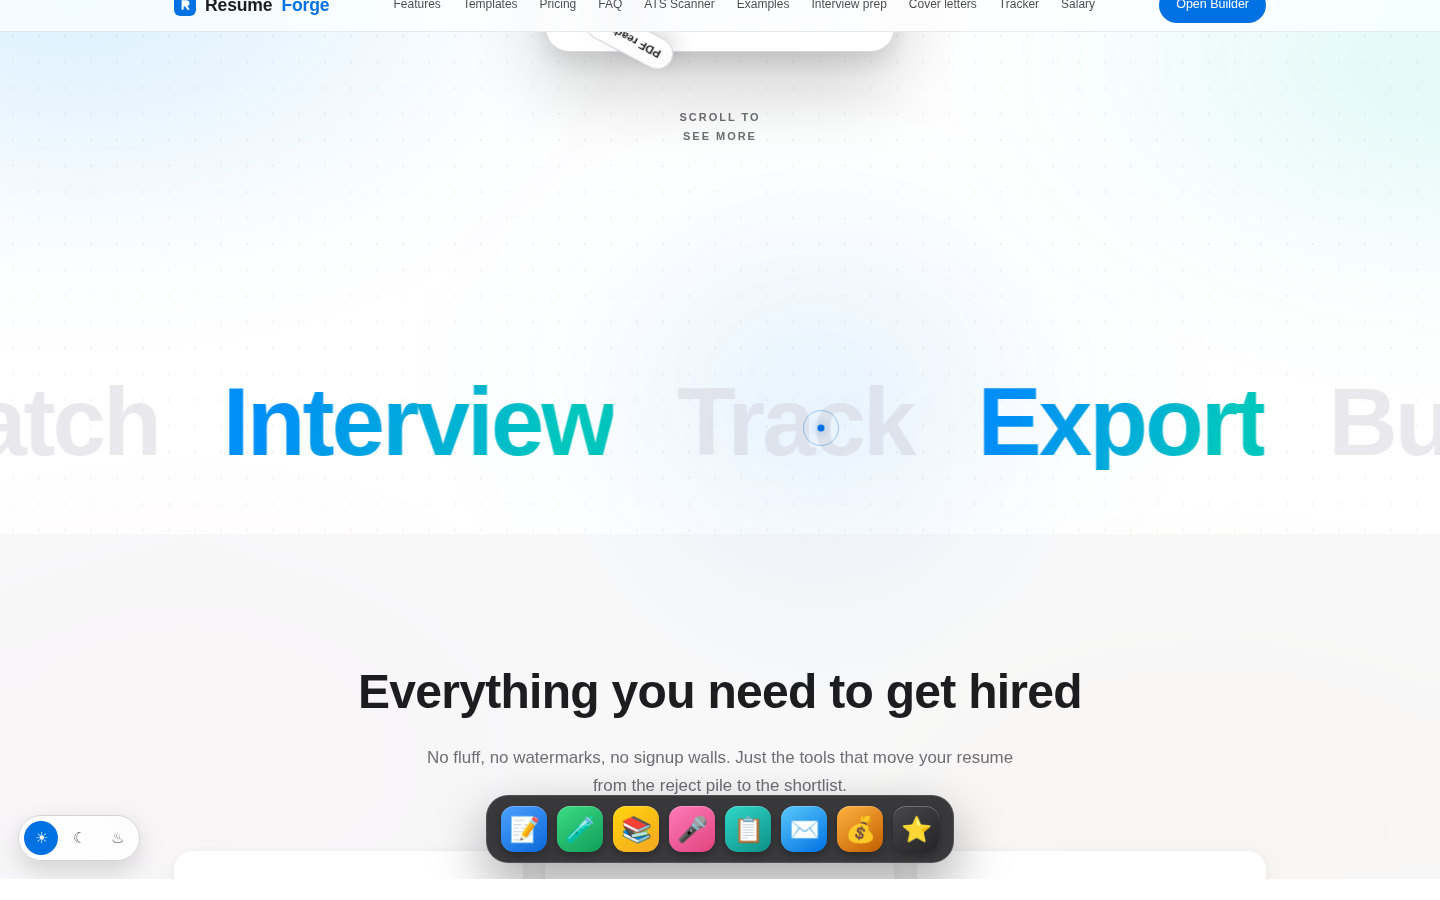 Resume Forge
Features Templates Pricing FAQ ATS Scanner Examples Interview prep Cover letters Tracker Salary
Open Builder
PDF read
SCROLL TO
SEE MORE
atch Interview Track Export Bu
Everything you need to get hired
No fluff, no watermarks, no signup walls. Just the tools that move your resume
from the reject pile to the shortlist.